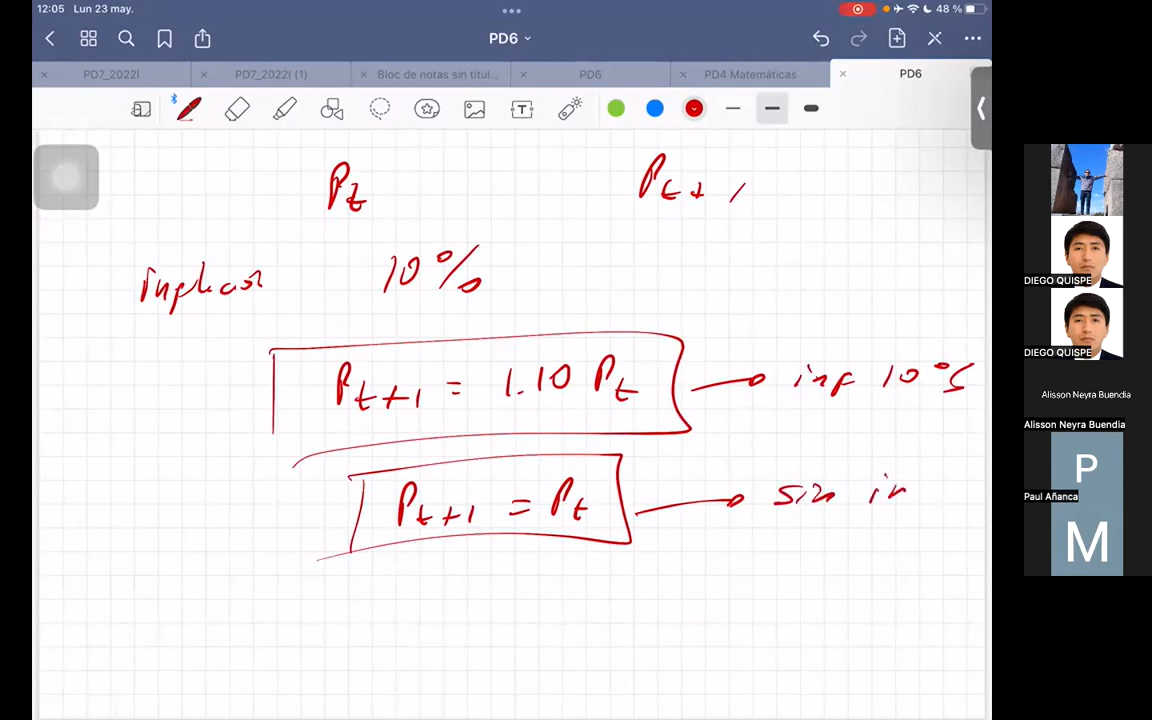 12:05 Lun 23 may.
48 %
PD6
PD7_2022I
PD7_2022I (1)
Bloc de notas sin títul...
PD6
PD4 Matemáticas
PD6
Pt Pt+1
10%
Pt+1 = 1.10 Pt → inf 10%
Pt+1 = Pt → sin in
DIEGO QUISPE
DIEGO QUISPE
Alisson Neyra Buendia
Alisson Neyra Buendia
P
Paul Añanca
M